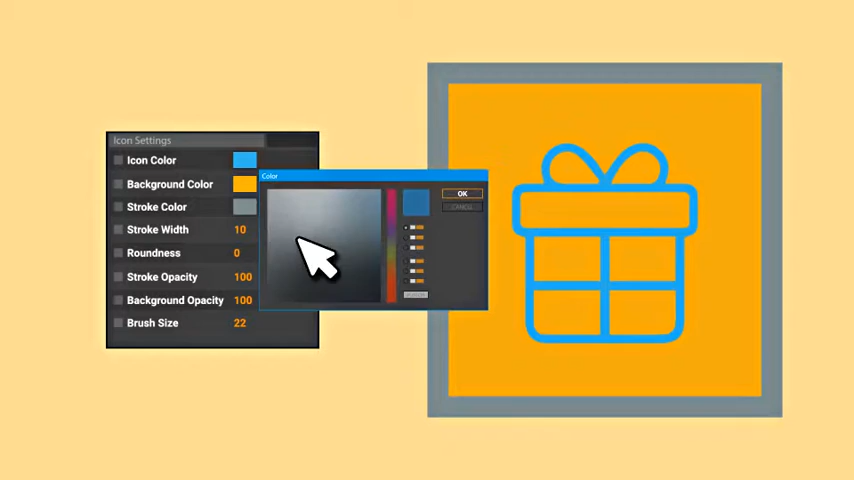 Icon Settings
Icon Color
Background Color
Stroke Color
Stroke Width 10
Roundness 0
Stroke Opacity 100
Background Opacity 100
Brush Size 22
Color
OK
CANCEL